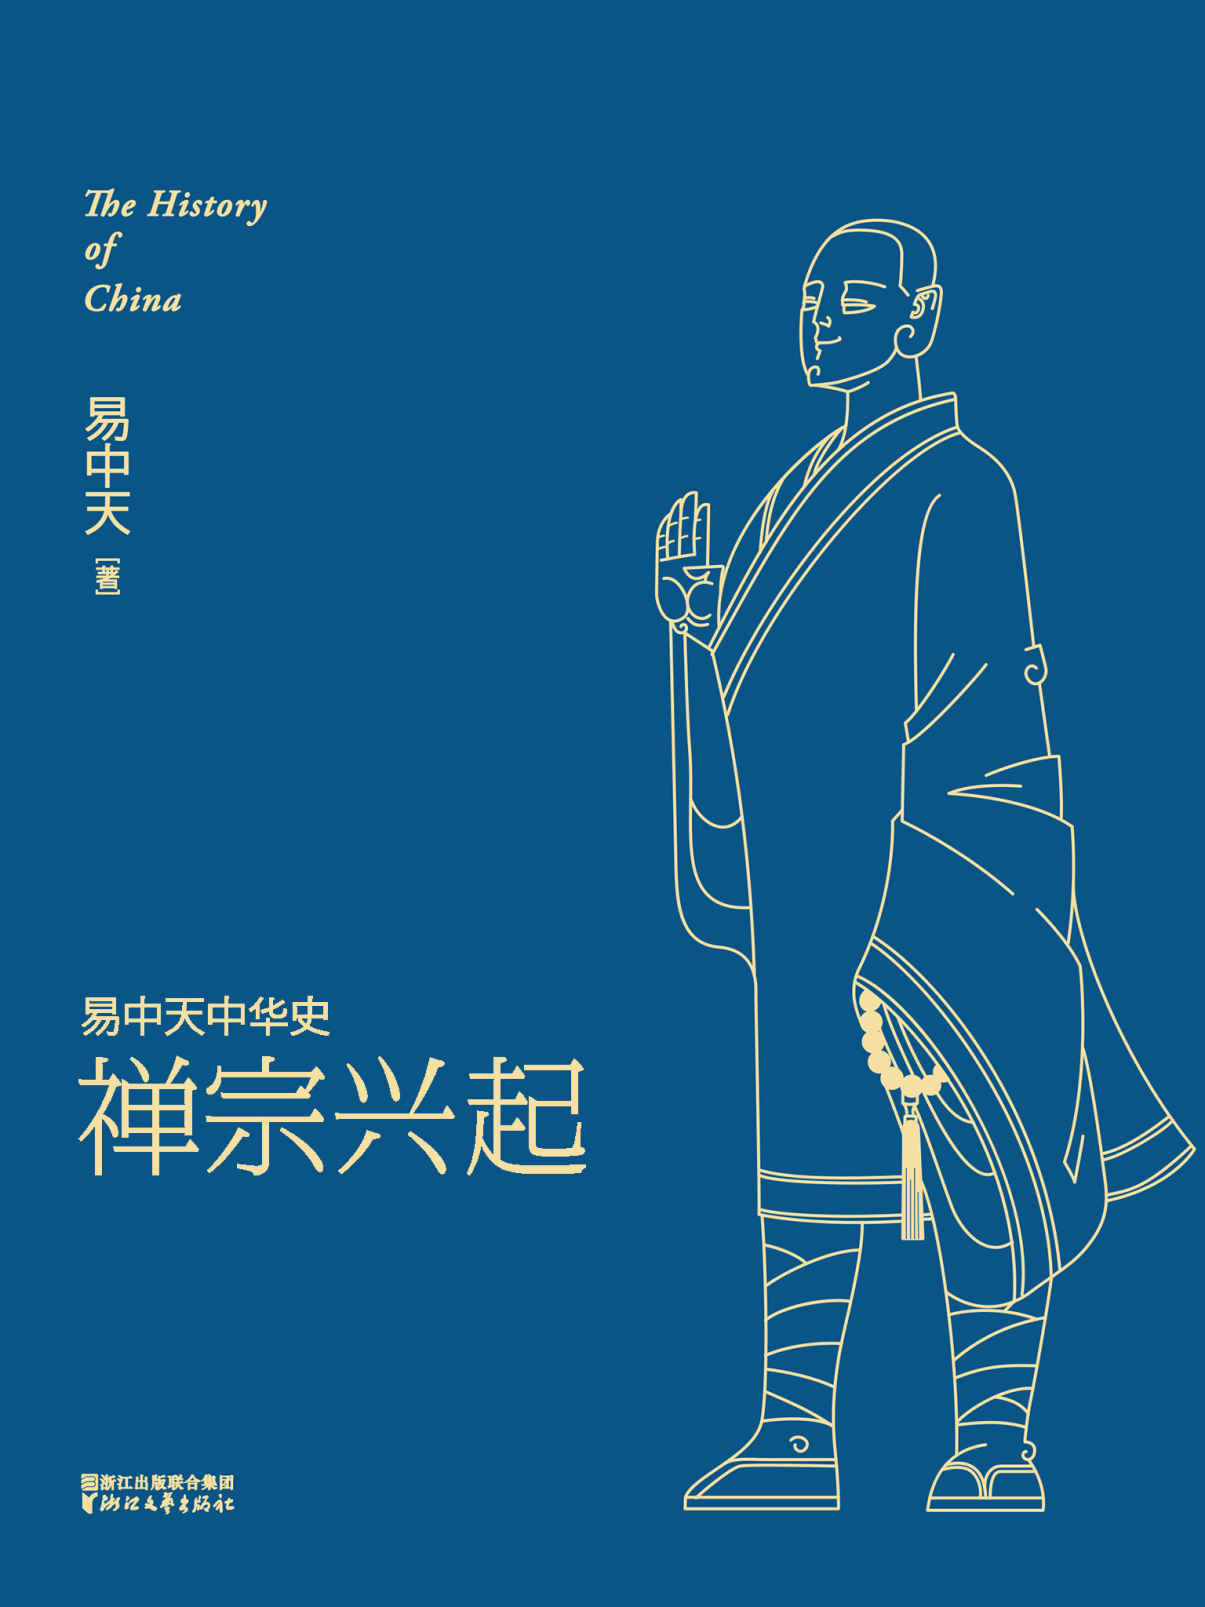 The History
of
China
易中天
[著]
易中天中华史
禅宗兴起
浙江出版联合集团
浙江文艺出版社